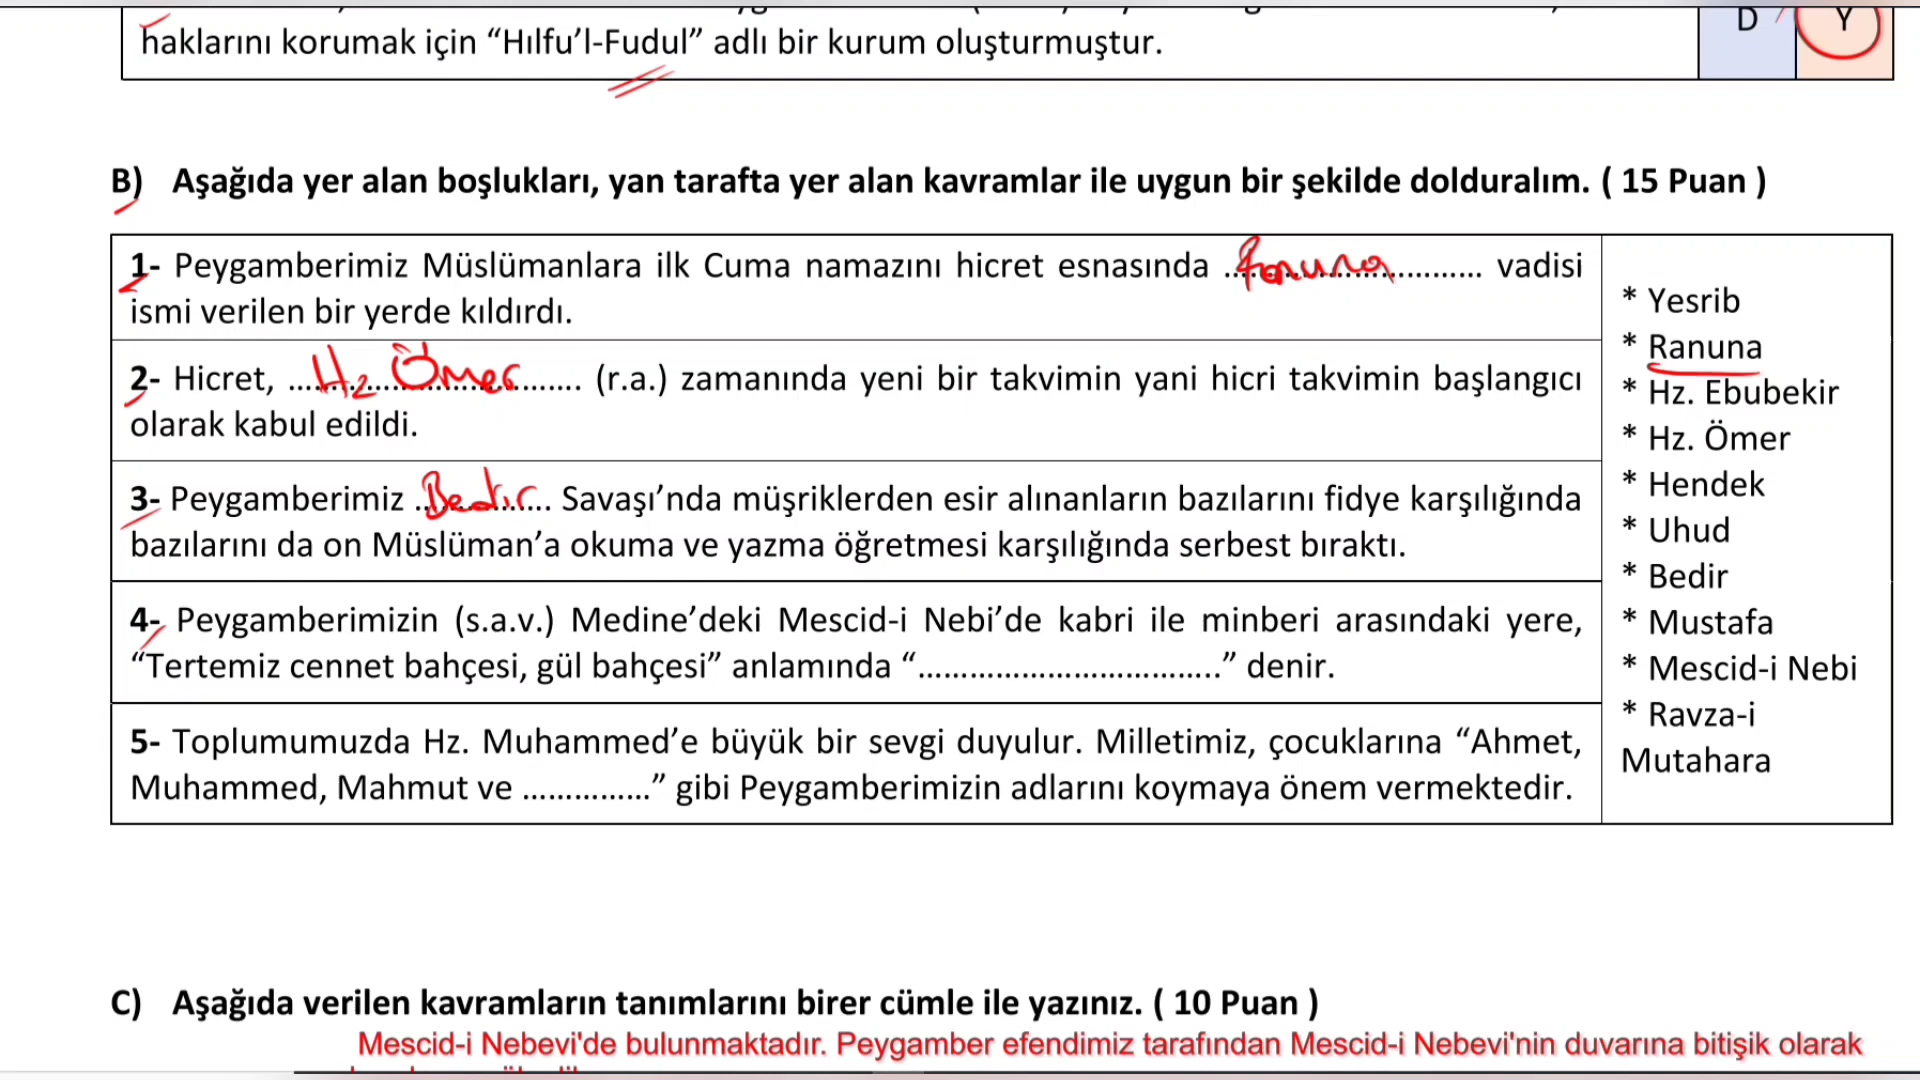 haklarını korumak için “Hılfu’l-Fudul” adlı bir kurum oluşturmuştur.
D
Y
B) Aşağıda yer alan boşlukları, yan tarafta yer alan kavramlar ile uygun bir şekilde dolduralım. ( 15 Puan )
1- Peygamberimiz Müslümanlara ilk Cuma namazını hicret esnasında ..Ranuna.......... vadisi
ismi verilen bir yerde kıldırdı.
2- Hicret, ...Hz Ömer....... (r.a.) zamanında yeni bir takvimin yani hicri takvimin başlangıcı
olarak kabul edildi.
3- Peygamberimiz ..Bedir... Savaşı’nda müşriklerden esir alınanların bazılarını fidye karşılığında
bazılarını da on Müslüman’a okuma ve yazma öğretmesi karşılığında serbest bıraktı.
4- Peygamberimizin (s.a.v.) Medine’deki Mescid-i Nebi’de kabri ile minberi arasındaki yere,
“Tertemiz cennet bahçesi, gül bahçesi” anlamında “...................................” denir.
5- Toplumumuzda Hz. Muhammed’e büyük bir sevgi duyulur. Milletimiz, çocuklarına “Ahmet,
Muhammed, Mahmut ve ...............” gibi Peygamberimizin adlarını koymaya önem vermektedir.
* Yesrib
* Ranuna
* Hz. Ebubekir
* Hz. Ömer
* Hendek
* Uhud
* Bedir
* Mustafa
* Mescid-i Nebi
* Ravza-i
Mutahara
C) Aşağıda verilen kavramların tanımlarını birer cümle ile yazınız. ( 10 Puan )
Mescid-i Nebevi'de bulunmaktadır. Peygamber efendimiz tarafından Mescid-i Nebevi'nin duvarına bitişik olarak